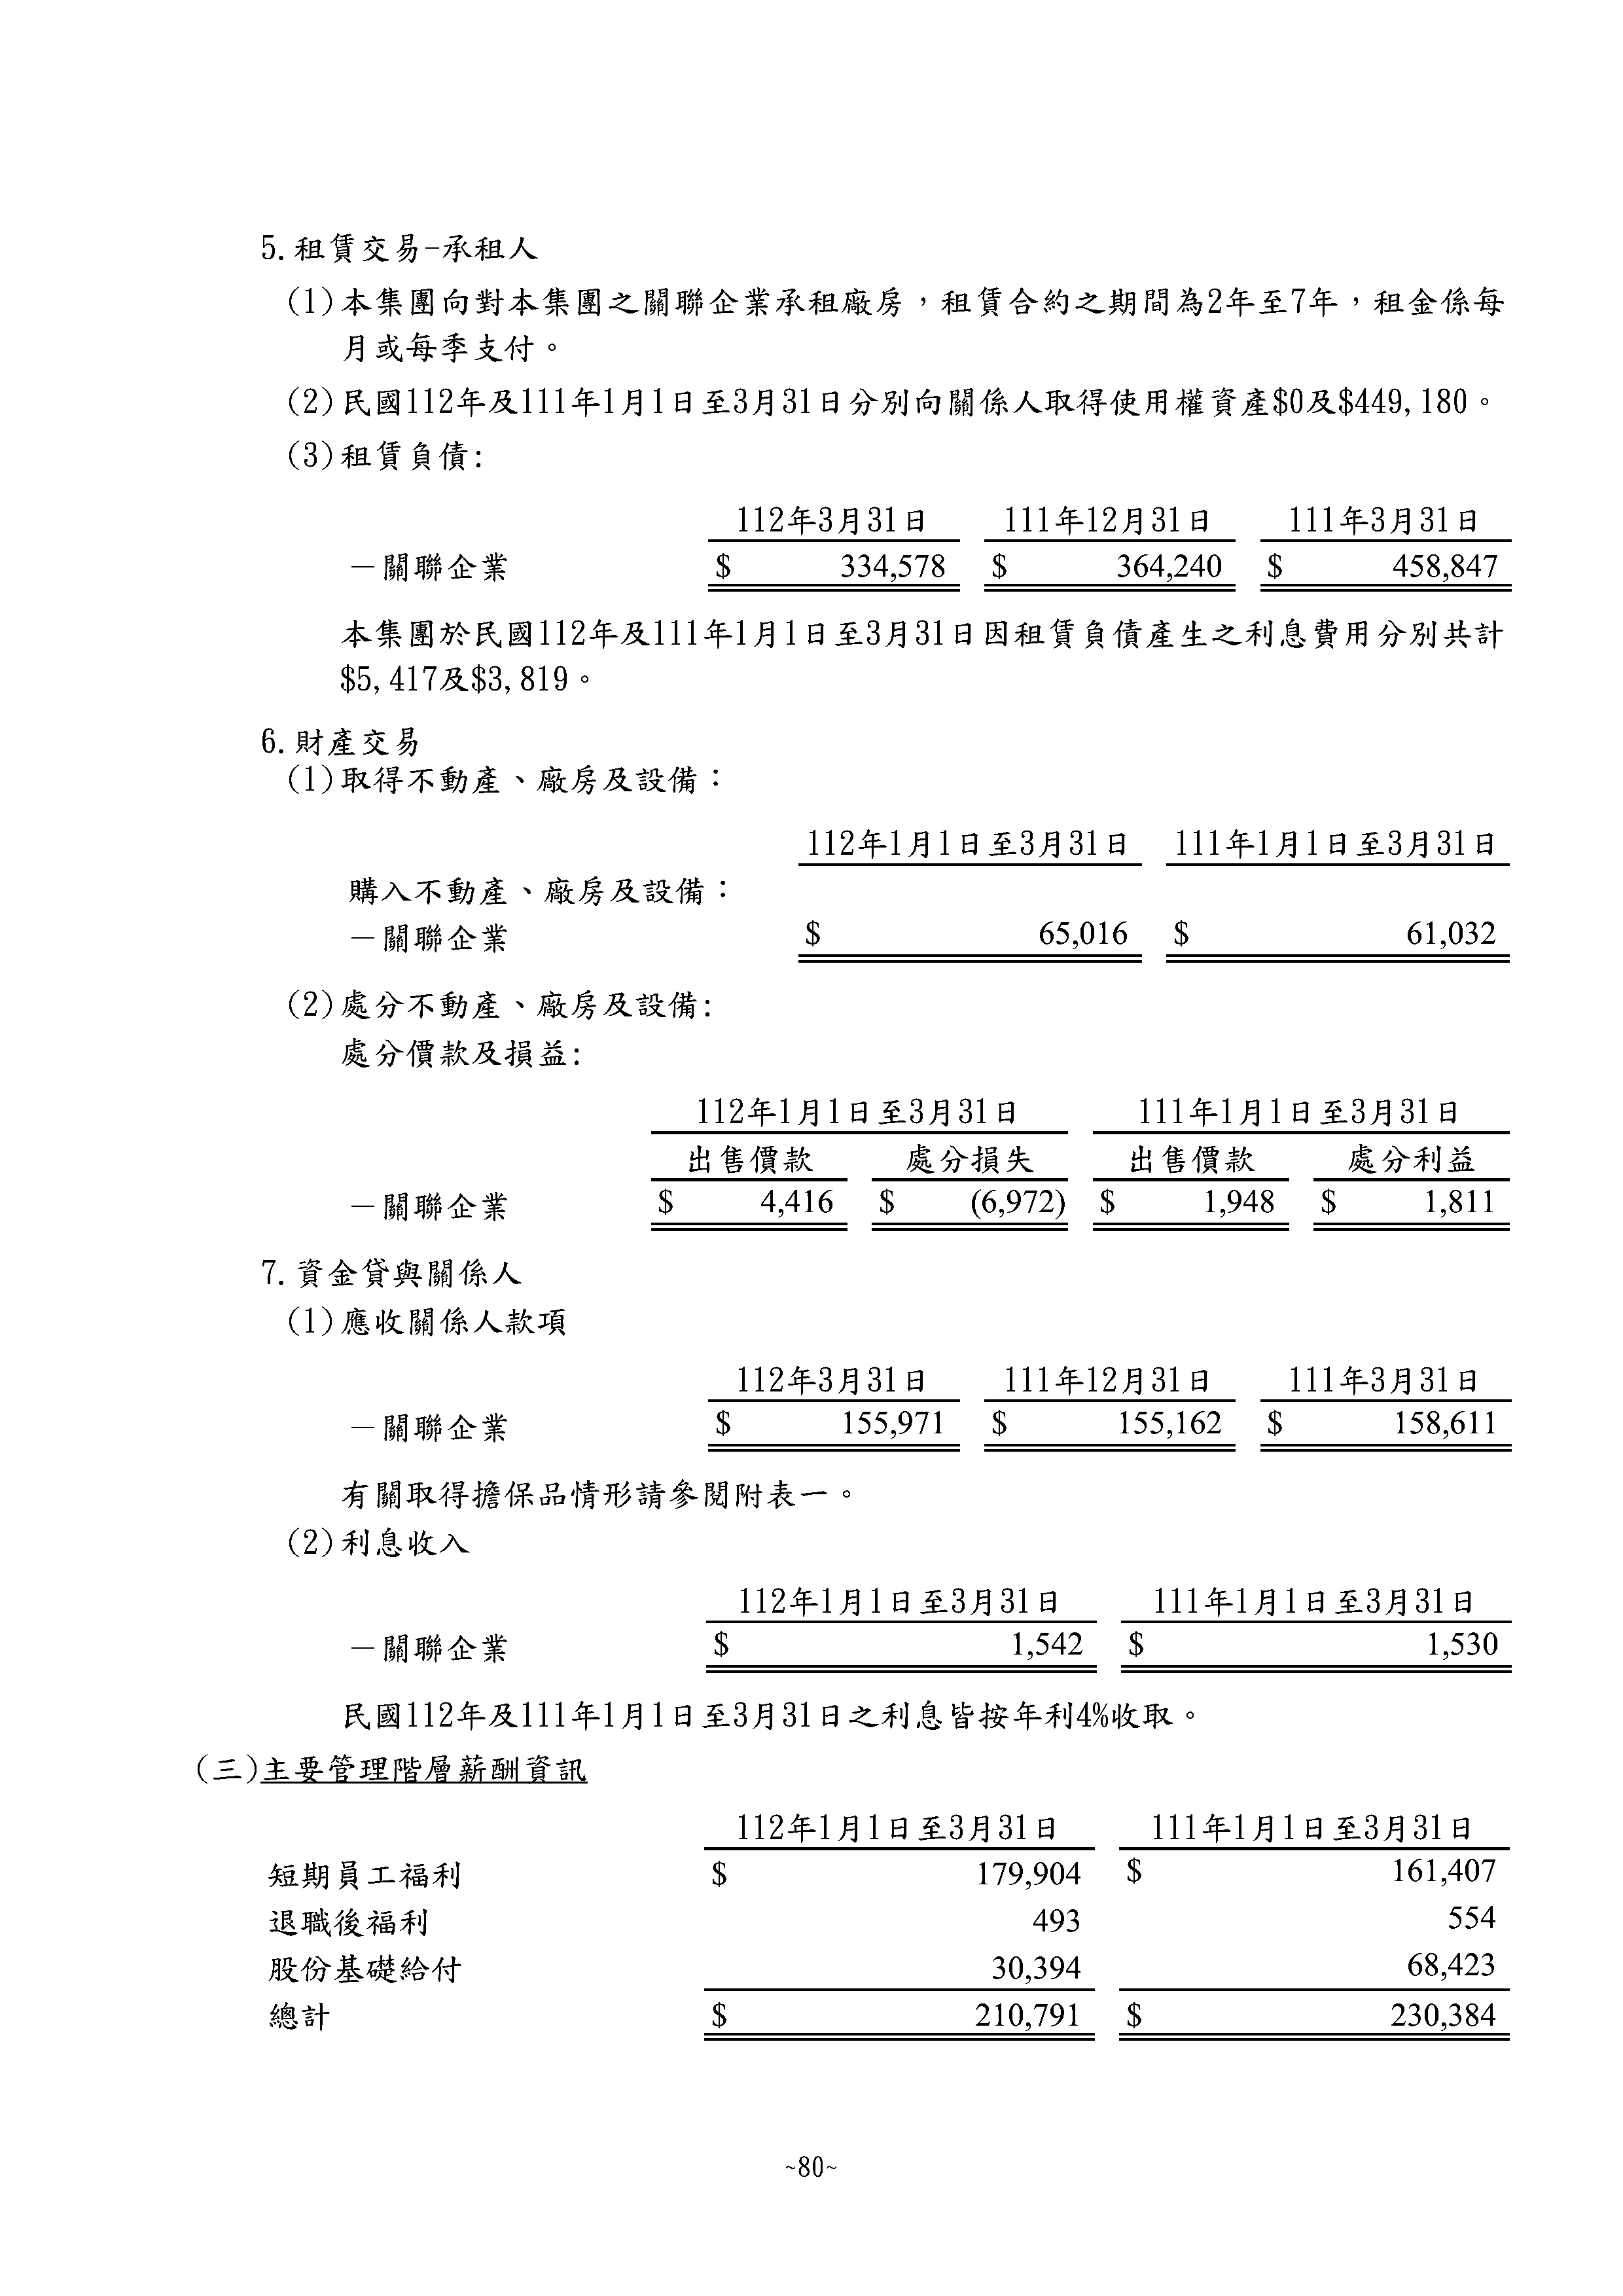 5.租賃交易-承租人
(1)本集團向對本集團之關聯企業承租廠房，租賃合約之期間為2年至7年，租金係每
月或每季支付。
(2)民國112年及111年1月1日至3月31日分別向關係人取得使用權資產$0及$449,180。
(3)租賃負債:
112年3月31日 111年12月31日 111年3月31日
－關聯企業 $ 334,578 $ 364,240 $ 458,847
本集團於民國112年及111年1月1日至3月31日因租賃負債產生之利息費用分別共計
$5,417及$3,819。
6.財產交易
(1)取得不動產、廠房及設備：
112年1月1日至3月31日 111年1月1日至3月31日
購入不動產、廠房及設備：
－關聯企業 $ 65,016 $ 61,032
(2)處分不動產、廠房及設備:
處分價款及損益:
112年1月1日至3月31日 111年1月1日至3月31日
出售價款 處分損失 出售價款 處分利益
－關聯企業 $ 4,416 $ (6,972) $ 1,948 $ 1,811
7.資金貸與關係人
(1)應收關係人款項
112年3月31日 111年12月31日 111年3月31日
－關聯企業 $ 155,971 $ 155,162 $ 158,611
有關取得擔保品情形請參閱附表一。
(2)利息收入
112年1月1日至3月31日 111年1月1日至3月31日
－關聯企業 $ 1,542 $ 1,530
民國112年及111年1月1日至3月31日之利息皆按年利4%收取。
(三)主要管理階層薪酬資訊
112年1月1日至3月31日 111年1月1日至3月31日
短期員工福利 $ 179,904 $ 161,407
退職後福利 493 554
股份基礎給付 30,394 68,423
總計 $ 210,791 $ 230,384
~80~